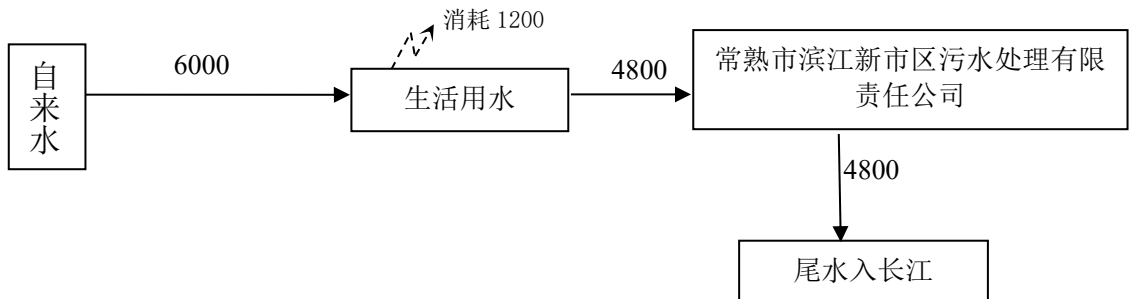 消耗 1200
自来水
6000
生活用水
4800
常熟市滨江新市区污水处理有限
责任公司
4800
尾水入长江